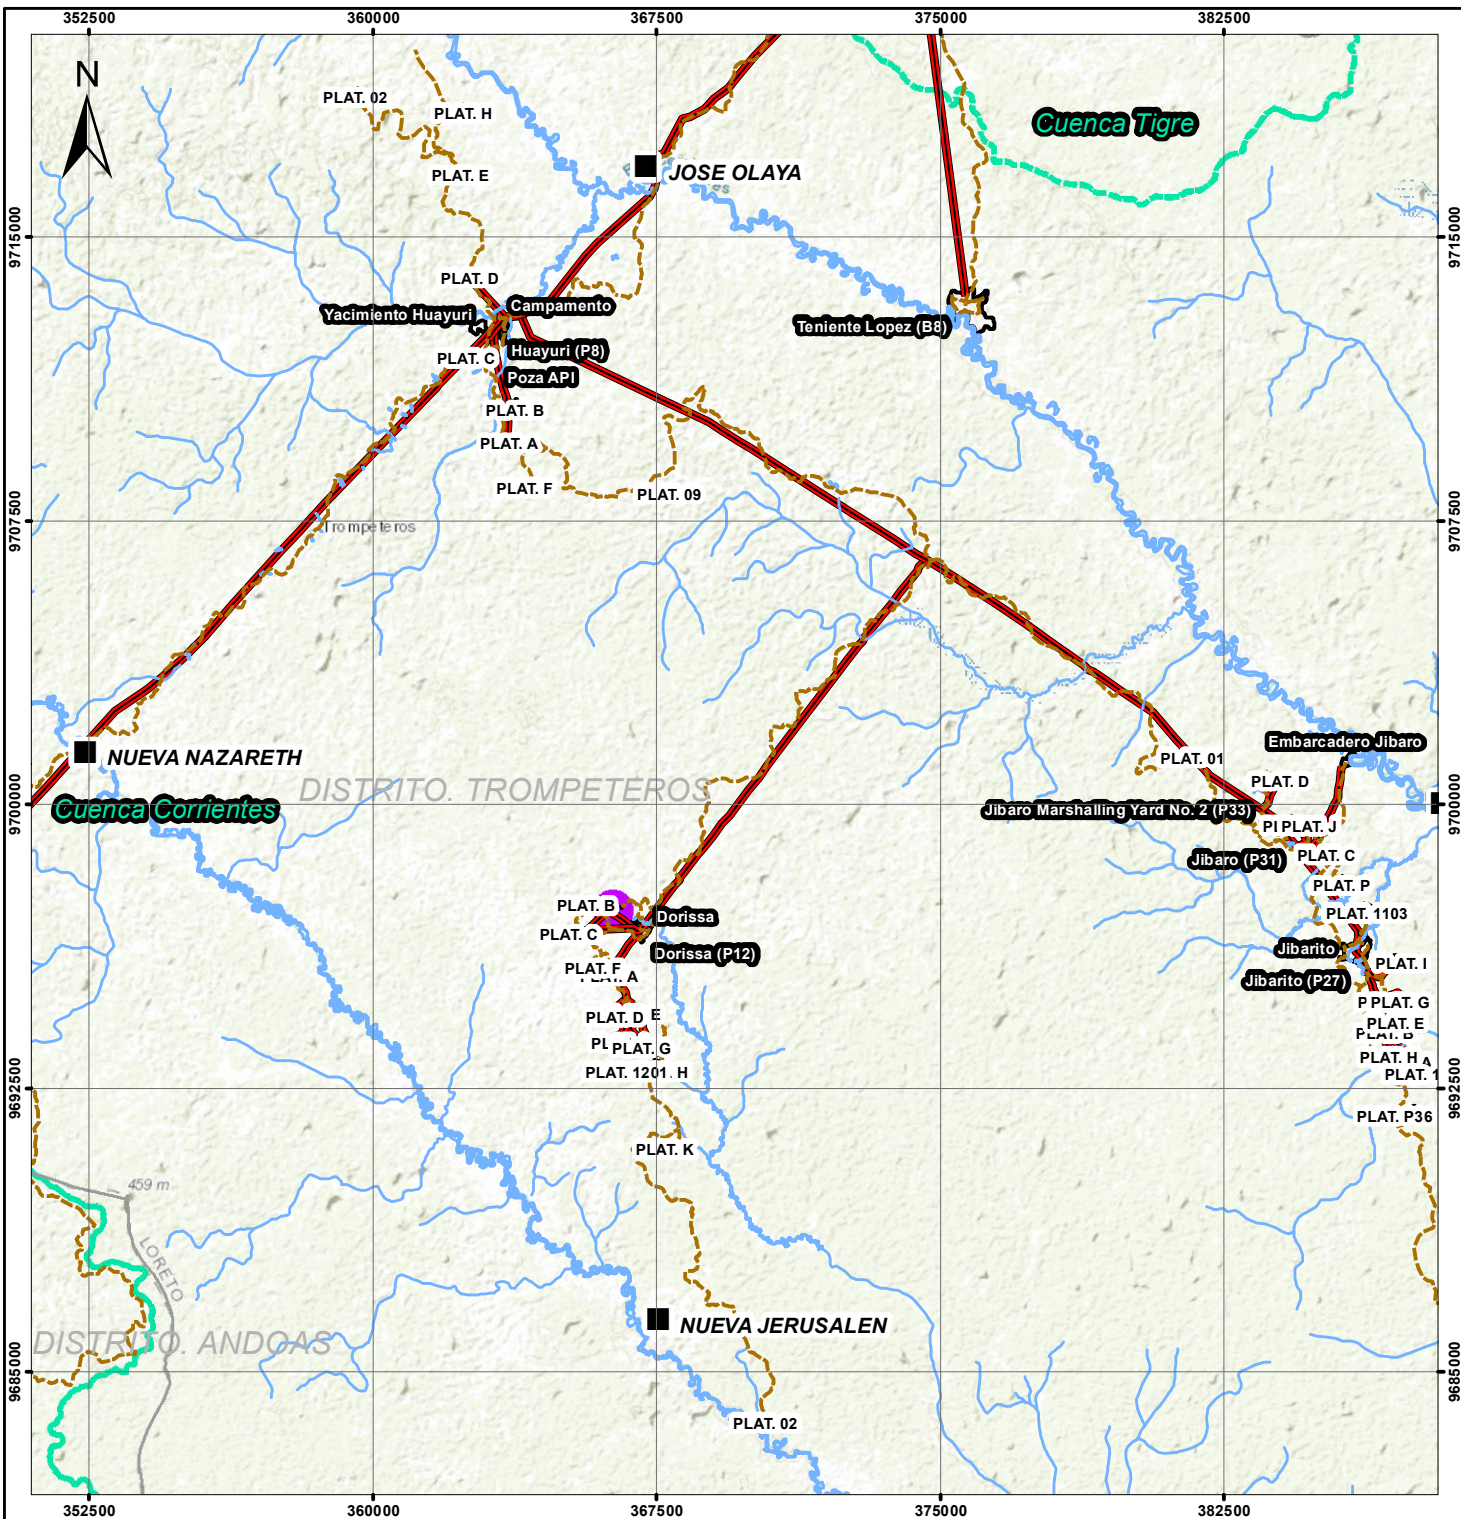 352500
360000
367500
375000
382500
N
PLAT. 02
PLAT. H
Cuenca Tigre
PLAT. E
JOSE OLAYA
9715000
9715000
PLAT. D
Campamento
Yacimiento Huayuri
Teniente Lopez (B8)
Huayuri (P8)
PLAT. C
Poza API
PLAT. B
PLAT. A
PLAT. F
PLAT. 09
9707500
9707500
Trompeteros
Embarcadero Jibaro
NUEVA NAZARETH
PLAT. 01
DISTRITO. TROMPETEROS
PLAT. D
9700000
9700000
Cuenca Corrientes
Jibaro Marshalling Yard No. 2 (P33)
PLAT. J
Jibaro (P31)
PLAT. C
PLAT. P
PLAT. B
Dorissa
PLAT. 1103
PLAT. C
Jibarito
Dorissa (P12)
PLAT. I
PLAT. F
PLAT. A
Jibarito (P27)
PLAT. G
PLAT. D
E
PLAT. E
PLAT. B
PLAT. G
PLAT. H
A
PLAT. 1201
H
PLAT. 1
9692500
9692500
PLAT. P36
PLAT. K
459 m
LORETO
NUEVA JERUSALEN
DISTRITO. ANDOAS
9685000
9685000
PLAT. 02
352500
360000
367500
375000
382500